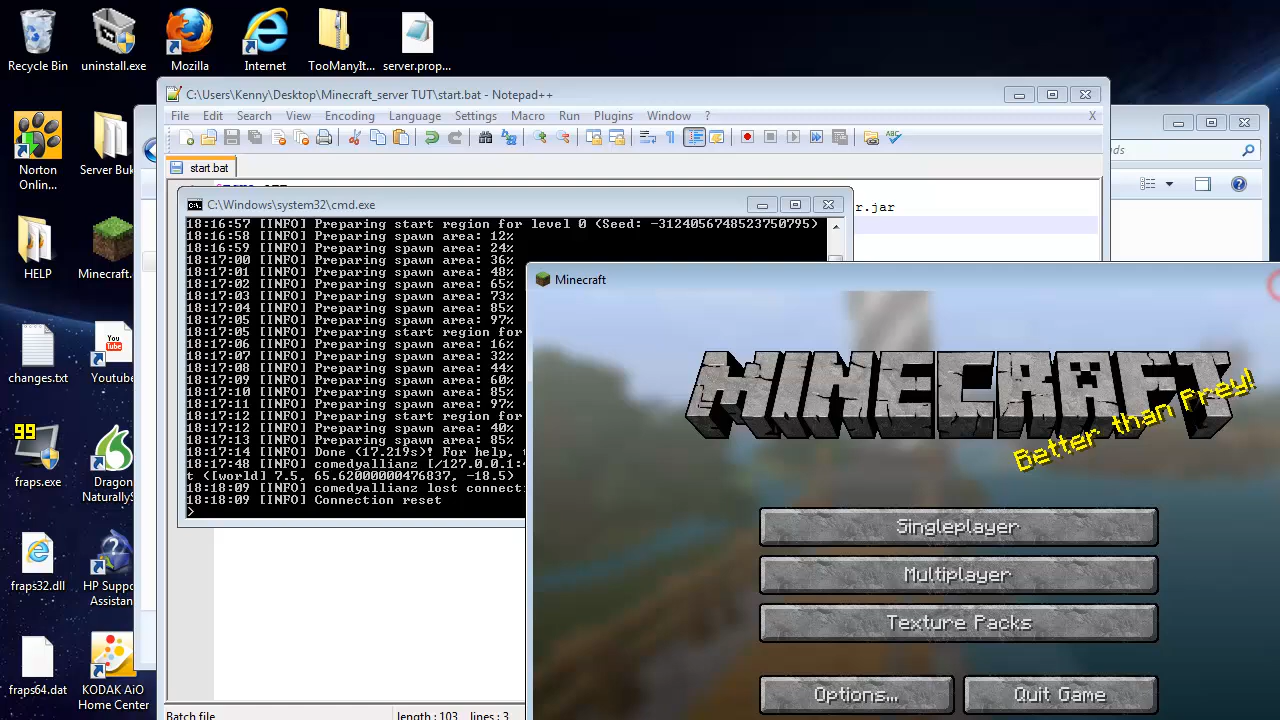 Recycle Bin
uninstall.exe
Mozilla
Internet
TooManyIt...
server.prop...
C:\Users\Kenny\Desktop\Minecraft_server TUT\start.bat - Notepad++
File Edit Search View Encoding Language Settings Macro Run Plugins Window ? X
start.bat
r.jar
nds
Norton
Onlin...
Server Buk
HELP
Minecraft.
changes.txt
You
Tube
Youtube
99
fraps.exe
Dragon
NaturallyS
fraps32.dll
HP Suppo
Assistan
fraps64.dat
KODAK AiO
Home Center
C:\Windows\system32\cmd.exe
18:16:57 [INFO] Preparing start region for level 0 (Seed: -3124056748523750795)
18:16:58 [INFO] Preparing spawn area: 12%
18:16:59 [INFO] Preparing spawn area: 24%
18:17:00 [INFO] Preparing spawn area: 36%
18:17:01 [INFO] Preparing spawn area: 48%
18:17:02 [INFO] Preparing spawn area: 65%
18:17:03 [INFO] Preparing spawn area: 73%
18:17:04 [INFO] Preparing spawn area: 85%
18:17:05 [INFO] Preparing spawn area: 97%
18:17:05 [INFO] Preparing start region for
18:17:06 [INFO] Preparing spawn area: 16%
18:17:07 [INFO] Preparing spawn area: 32%
18:17:08 [INFO] Preparing spawn area: 44%
18:17:09 [INFO] Preparing spawn area: 60%
18:17:10 [INFO] Preparing spawn area: 85%
18:17:11 [INFO] Preparing spawn area: 97%
18:17:12 [INFO] Preparing start region for
18:17:12 [INFO] Preparing spawn area: 40%
18:17:13 [INFO] Preparing spawn area: 85%
18:17:14 [INFO] Done (17.219s)! For help, t
18:17:48 [INFO] comedyallianz [/127.0.0.1:4
t ([world] 7.5, 65.62000000476837, -18.5)
18:18:09 [INFO] comedyallianz lost connecti
18:18:09 [INFO] Connection reset
>
Minecraft
MINECRAFT
Better than Prey!
Singleplayer
Multiplayer
Texture Packs
Options...
Quit Game
Batch file
length : 103 lines : 3